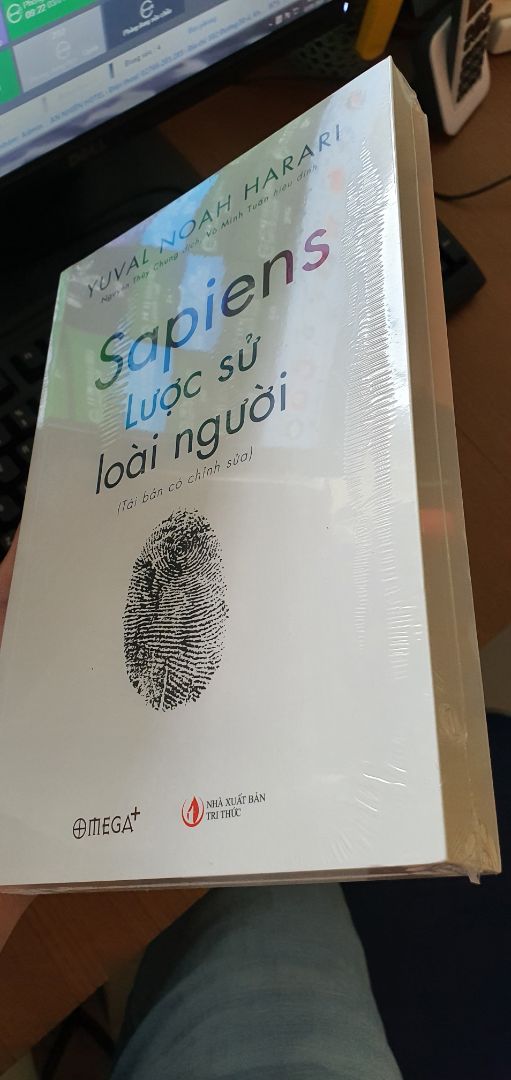 YUVAL NOAH HARARI
Nguyễn Thủy Chung dịch, Võ Minh Tuấn hiệu đính
Sapiens
Lược sử
loài người
(Tái bản có chỉnh sửa)
OMEGA+
NHÀ XUẤT BẢN
TRI THỨC
DELL